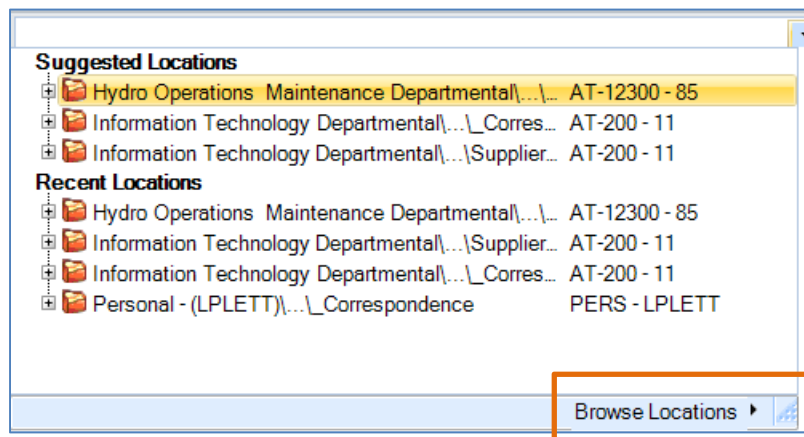 Suggested Locations
Hydro Operations Maintenance Departmental\...\... AT-12300 - 85
Information Technology Departmental\...\_Corres... AT-200 - 11
Information Technology Departmental\...\Supplier... AT-200 - 11
Recent Locations
Hydro Operations Maintenance Departmental\...\... AT-12300 - 85
Information Technology Departmental\...\Supplier... AT-200 - 11
Information Technology Departmental\...\_Corres... AT-200 - 11
Personal - (LPLETT)\...\_Correspondence PERS - LPLETT
Browse Locations